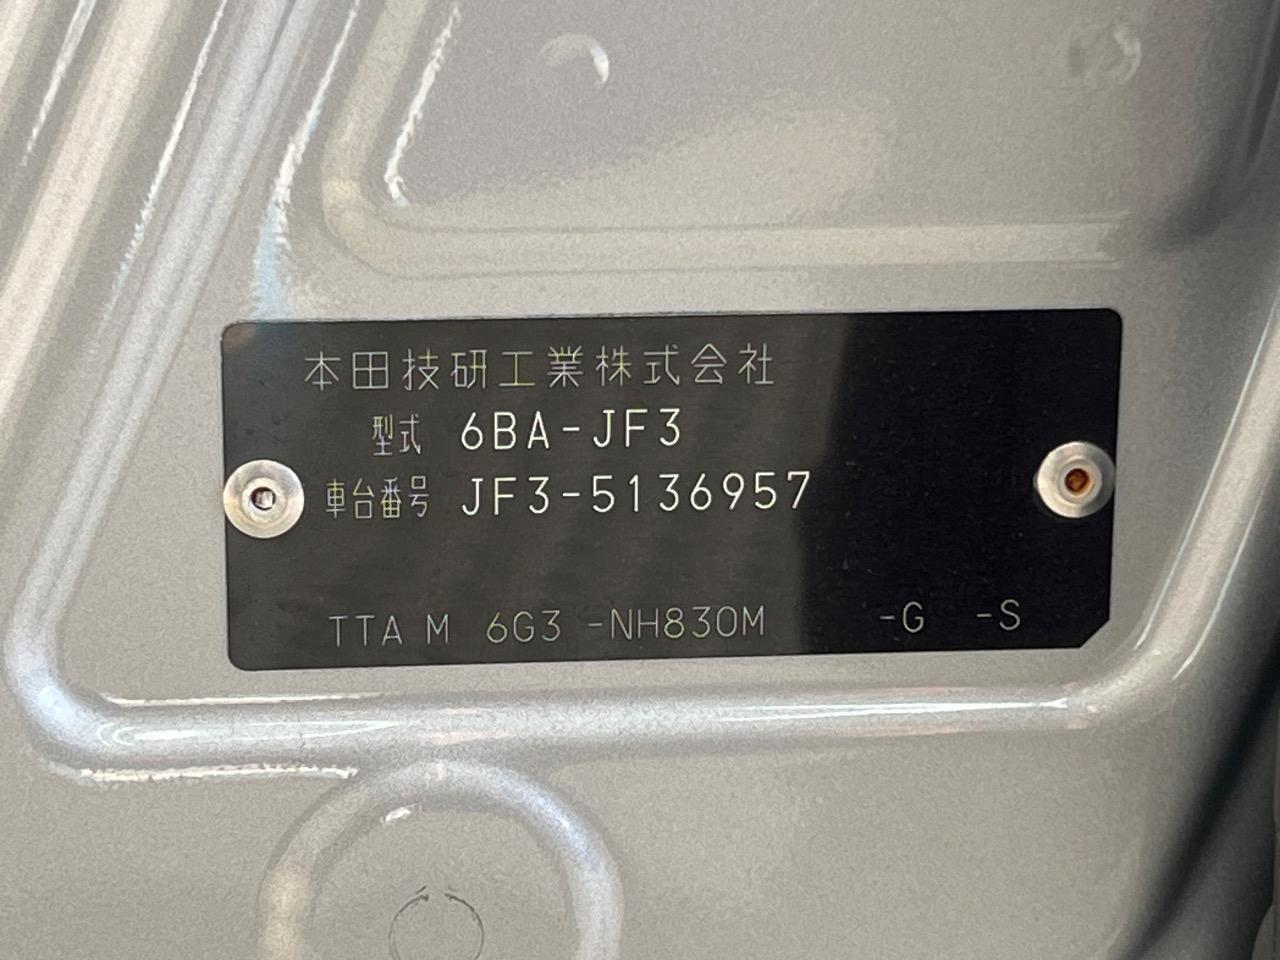 本田技研工業株式会社
型式 6BA-JF3
車台番号 JF3-5136957
TTA M 6G3 -NH830M -G -S